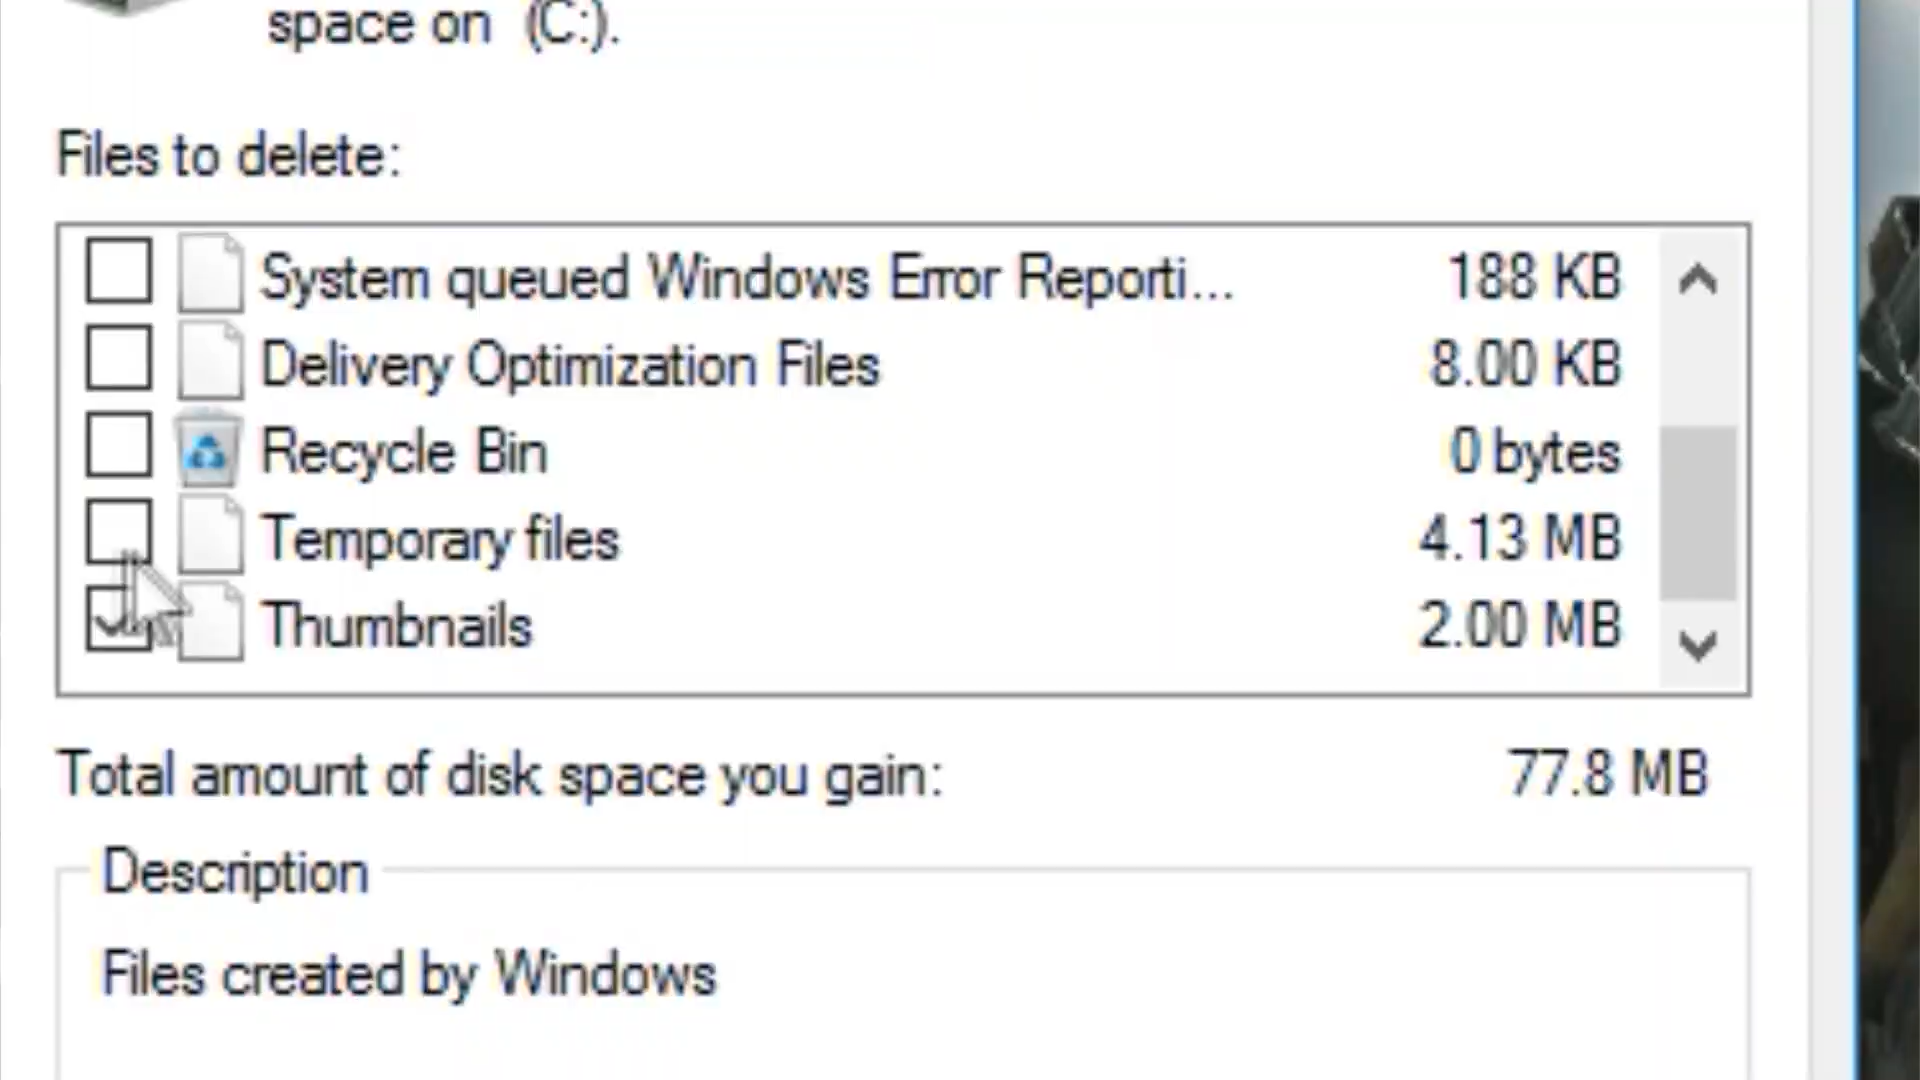 space on (C:).
Files to delete:
System queued Windows Error Reporti... 188 KB
Delivery Optimization Files 8.00 KB
Recycle Bin 0 bytes
Temporary files 4.13 MB
Thumbnails 2.00 MB
Total amount of disk space you gain: 77.8 MB
Description
Files created by Windows